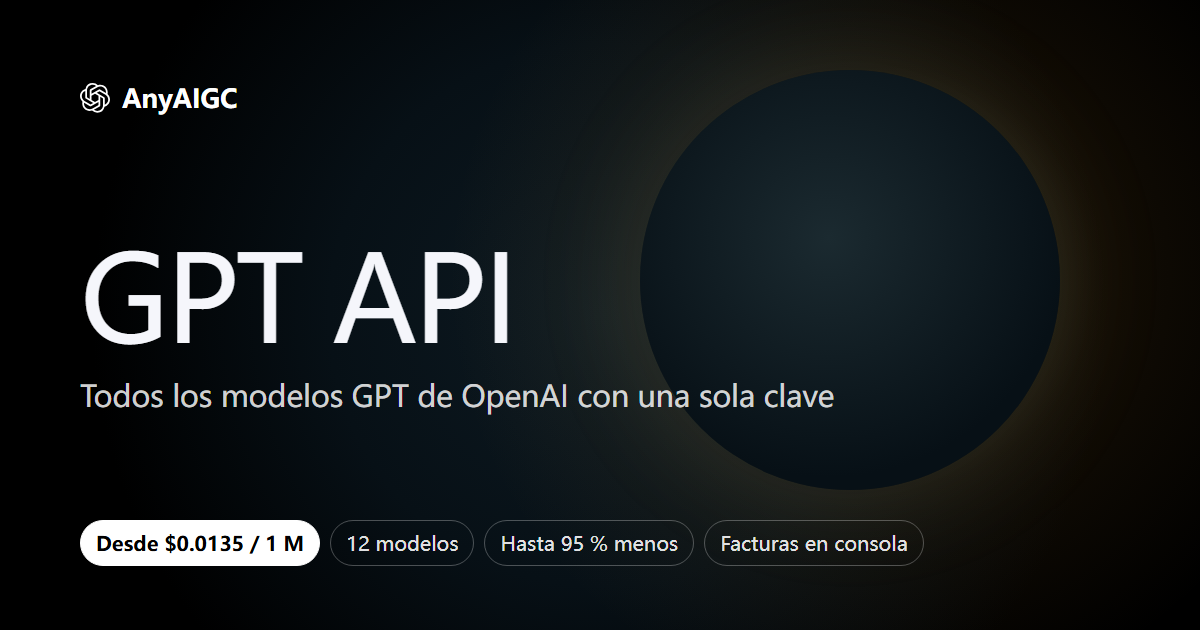 AnyAIGC
GPT API
Todos los modelos GPT de OpenAI con una sola clave
Desde $0.0135 / 1 M
12 modelos
Hasta 95 % menos
Facturas en consola